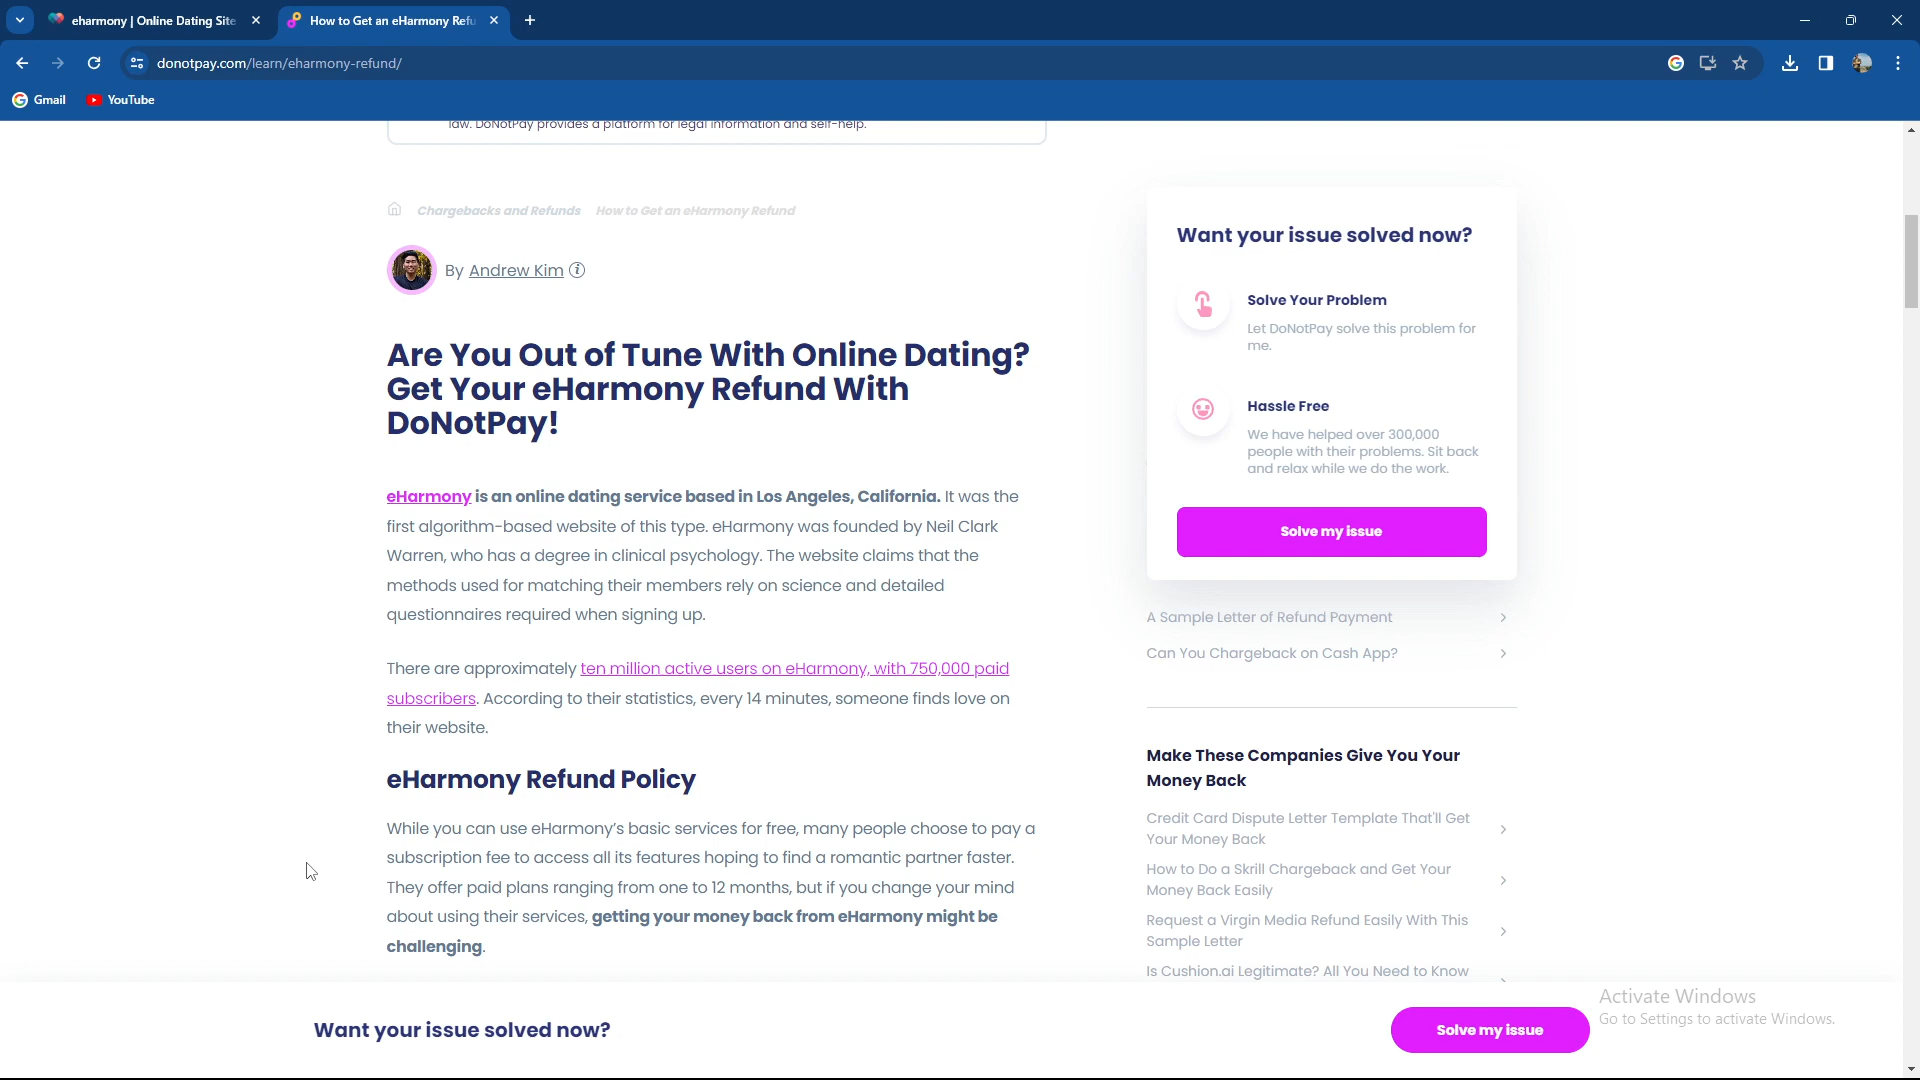 eharmony | Online Dating Site
How to Get an eHarmony Refu
donotpay.com/learn/eharmony-refund/
Gmail
YouTube
law. DoNotPay provides a platform for legal information and self-help.
Chargebacks and Refunds How to Get an eHarmony Refund
By Andrew Kim
Are You Out of Tune With Online Dating?
Get Your eHarmony Refund With
DoNotPay!
eHarmony is an online dating service based in Los Angeles, California. It was the
first algorithm-based website of this type. eHarmony was founded by Neil Clark
Warren, who has a degree in clinical psychology. The website claims that the
methods used for matching their members rely on science and detailed
questionnaires required when signing up.
There are approximately ten million active users on eHarmony, with 750,000 paid
subscribers. According to their statistics, every 14 minutes, someone finds love on
their website.
eHarmony Refund Policy
While you can use eHarmony's basic services for free, many people choose to pay a
subscription fee to access all its features hoping to find a romantic partner faster.
They offer paid plans ranging from one to 12 months, but if you change your mind
about using their services, getting your money back from eHarmony might be
challenging.
Want your issue solved now?
Solve Your Problem
Let DoNotPay solve this problem for
me.
Hassle Free
We have helped over 300,000
people with their problems. Sit back
and relax while we do the work.
Solve my issue
A Sample Letter of Refund Payment
Can You Chargeback on Cash App?
Make These Companies Give You Your
Money Back
Credit Card Dispute Letter Template That'll Get
Your Money Back
How to Do a Skrill Chargeback and Get Your
Money Back Easily
Request a Virgin Media Refund Easily With This
Sample Letter
Is Cushion.ai Legitimate? All You Need to Know
Want your issue solved now?
Solve my issue
Activate Windows
Go to Settings to activate Windows.